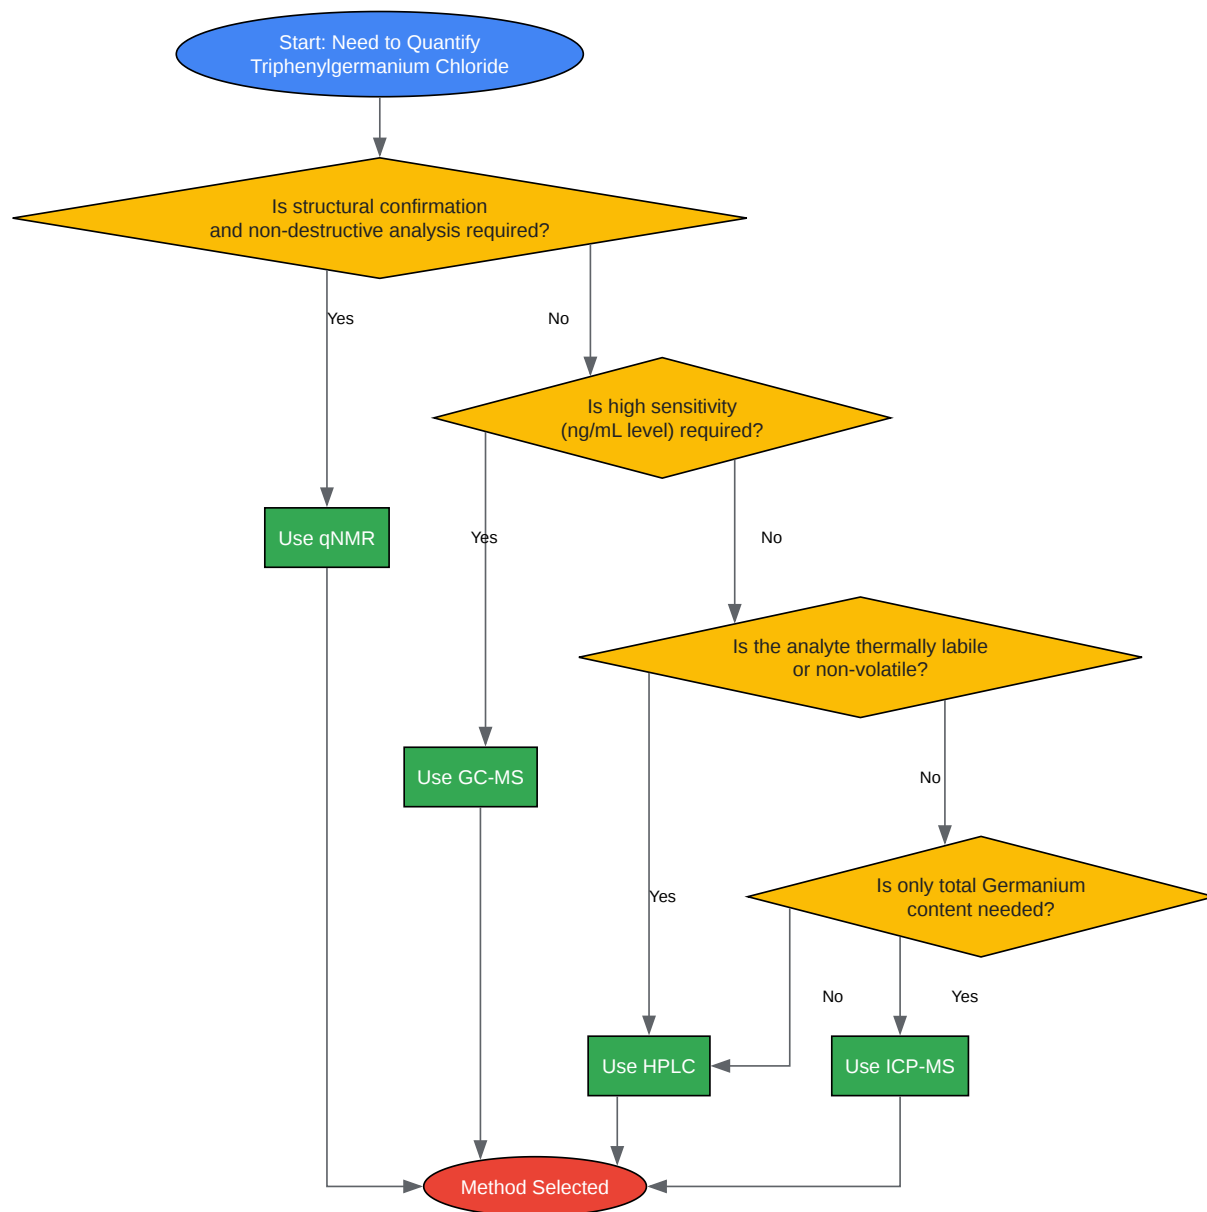 Start: Need to Quantify
Triphenylgermanium Chloride
Is structural confirmation
and non-destructive analysis required?
Yes
No
Is high sensitivity
(ng/mL level) required?
Use qNMR
Yes
No
Is the analyte thermally labile
or non-volatile?
Use GC-MS
No
Is only total Germanium
content needed?
Yes
No
Yes
Use HPLC
Use ICP-MS
Method Selected